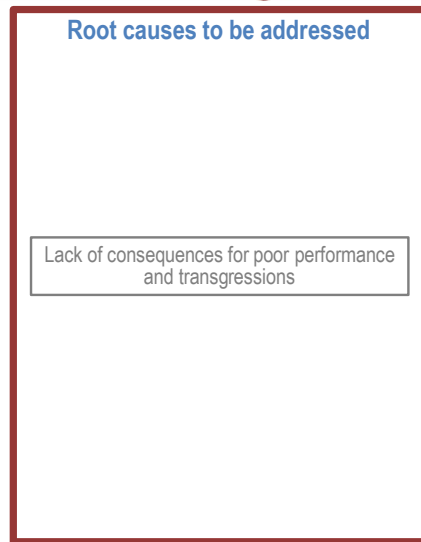 Root causes to be addressed
Lack of consequences for poor performance
and transgressions